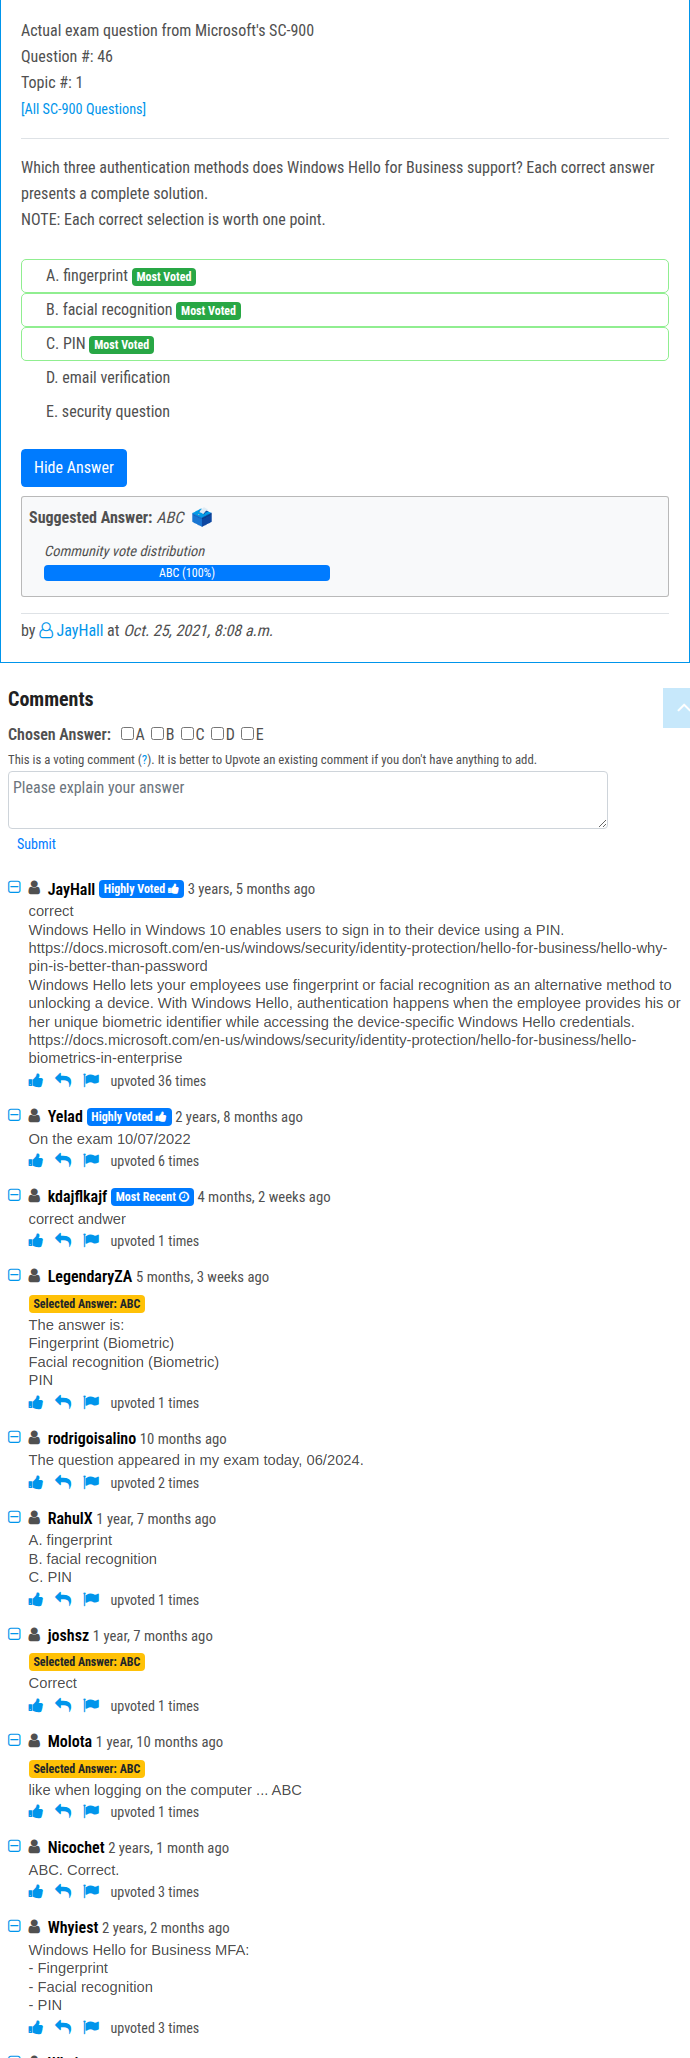 Actual exam question from Microsoft's SC-900
Question #: 46
Topic #: 1
[All SC-900 Questions]
Which three authentication methods does Windows Hello for Business support? Each correct answer
presents a complete solution.
NOTE: Each correct selection is worth one point.
A. fingerprint Most Voted
B. facial recognition Most Voted
C. PIN Most Voted
D. email verification
E. security question
Hide Answer
Suggested Answer: ABC
Community vote distribution
ABC (100%)
by JayHall at Oct. 25, 2021, 8:08 a.m.
Comments
Chosen Answer: A B C D E
This is a voting comment (?). It is better to Upvote an existing comment if you don't have anything to add.
Please explain your answer
Submit
JayHall Highly Voted 3 years, 5 months ago
correct
Windows Hello in Windows 10 enables users to sign in to their device using a PIN.
https://docs.microsoft.com/en-us/windows/security/identity-protection/hello-for-business/hello-why-
pin-is-better-than-password
Windows Hello lets your employees use fingerprint or facial recognition as an alternative method to
unlocking a device. With Windows Hello, authentication happens when the employee provides his or
her unique biometric identifier while accessing the device-specific Windows Hello credentials.
https://docs.microsoft.com/en-us/windows/security/identity-protection/hello-for-business/hello-
biometrics-in-enterprise
upvoted 36 times
Yelad Highly Voted 2 years, 8 months ago
On the exam 10/07/2022
upvoted 6 times
kdajflkajf Most Recent 4 months, 2 weeks ago
correct andwer
upvoted 1 times
LegendaryZA 5 months, 3 weeks ago
Selected Answer: ABC
The answer is:
Fingerprint (Biometric)
Facial recognition (Biometric)
PIN
upvoted 1 times
rodrigoisalino 10 months ago
The question appeared in my exam today, 06/2024.
upvoted 2 times
RahulX 1 year, 7 months ago
A. fingerprint
B. facial recognition
C. PIN
upvoted 1 times
joshsz 1 year, 7 months ago
Selected Answer: ABC
Correct
upvoted 1 times
Molota 1 year, 10 months ago
Selected Answer: ABC
like when logging on the computer ... ABC
upvoted 1 times
Nicochet 2 years, 1 month ago
ABC. Correct.
upvoted 3 times
Whyiest 2 years, 2 months ago
Windows Hello for Business MFA:
- Fingerprint
- Facial recognition
- PIN
upvoted 3 times